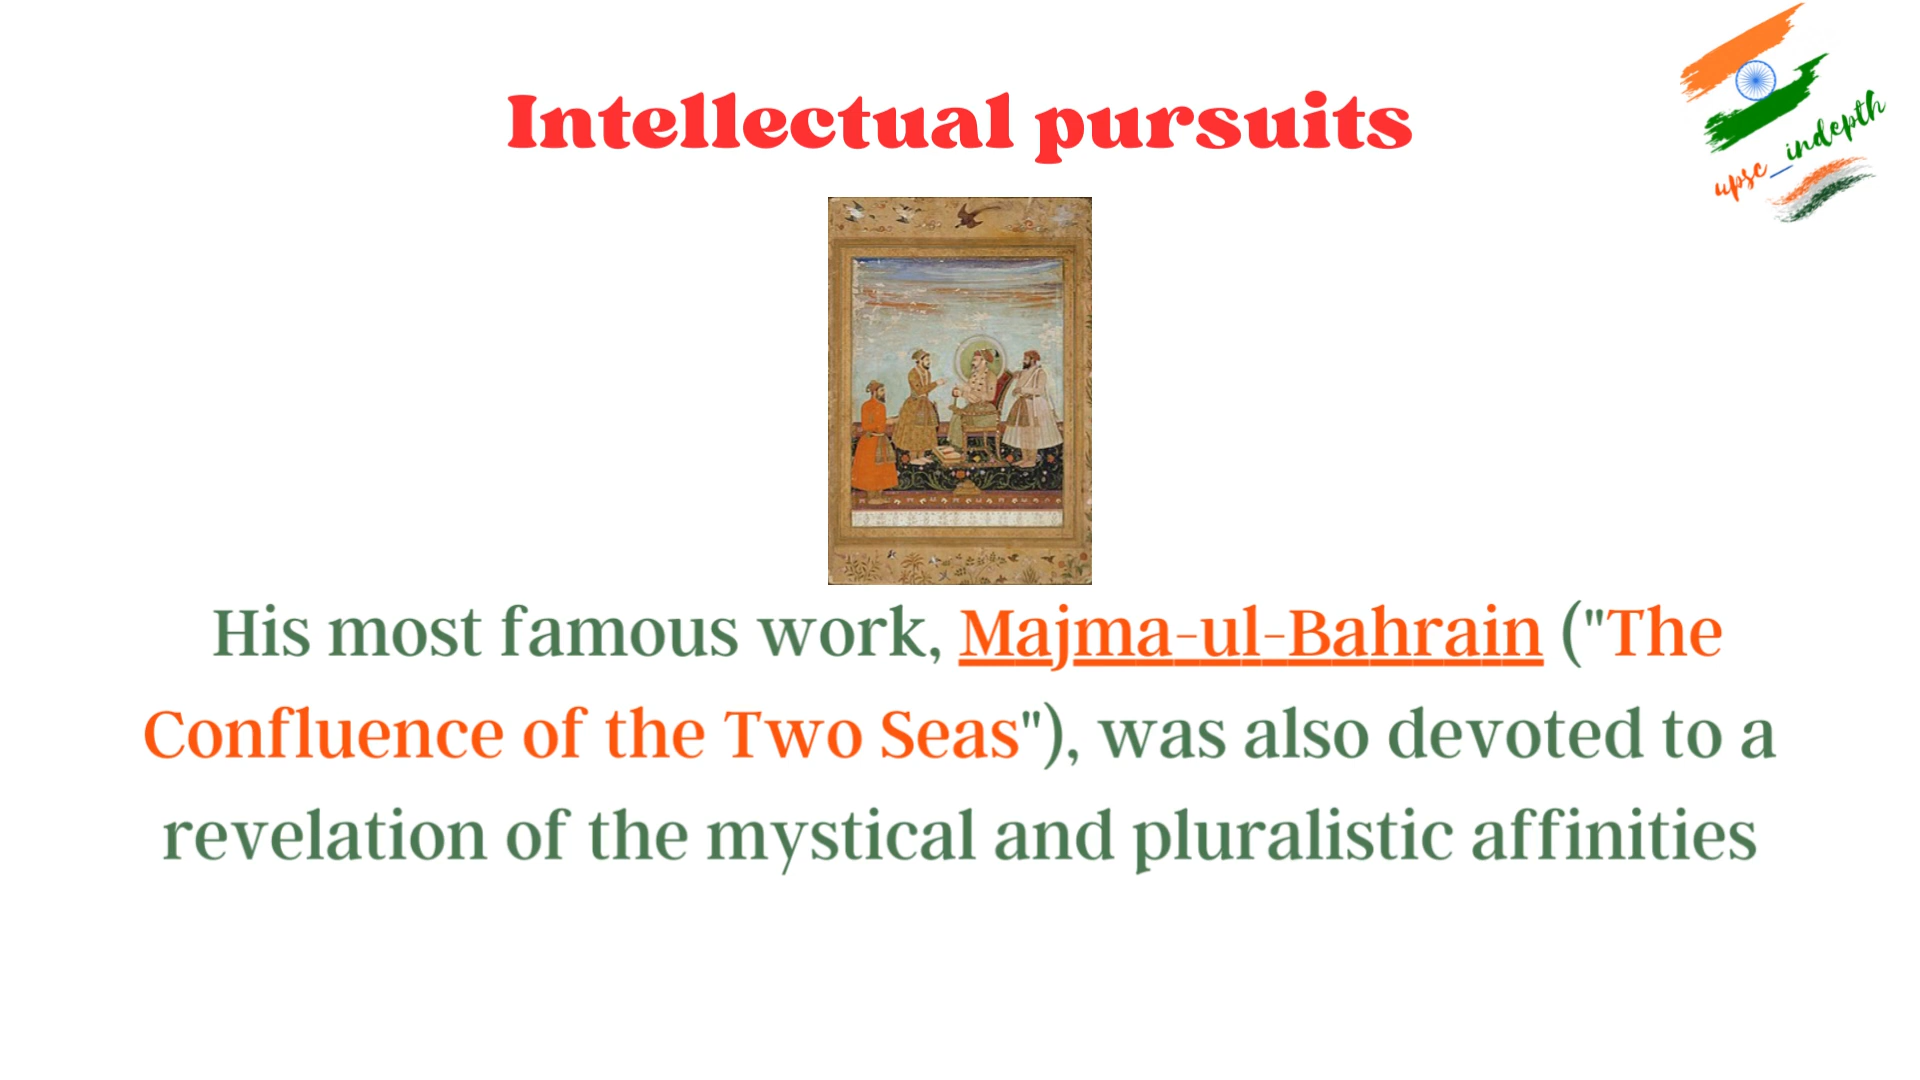 Intellectual pursuits
upsc_indepth
His most famous work, Majma-ul-Bahrain ("The
Confluence of the Two Seas"), was also devoted to a
revelation of the mystical and pluralistic affinities